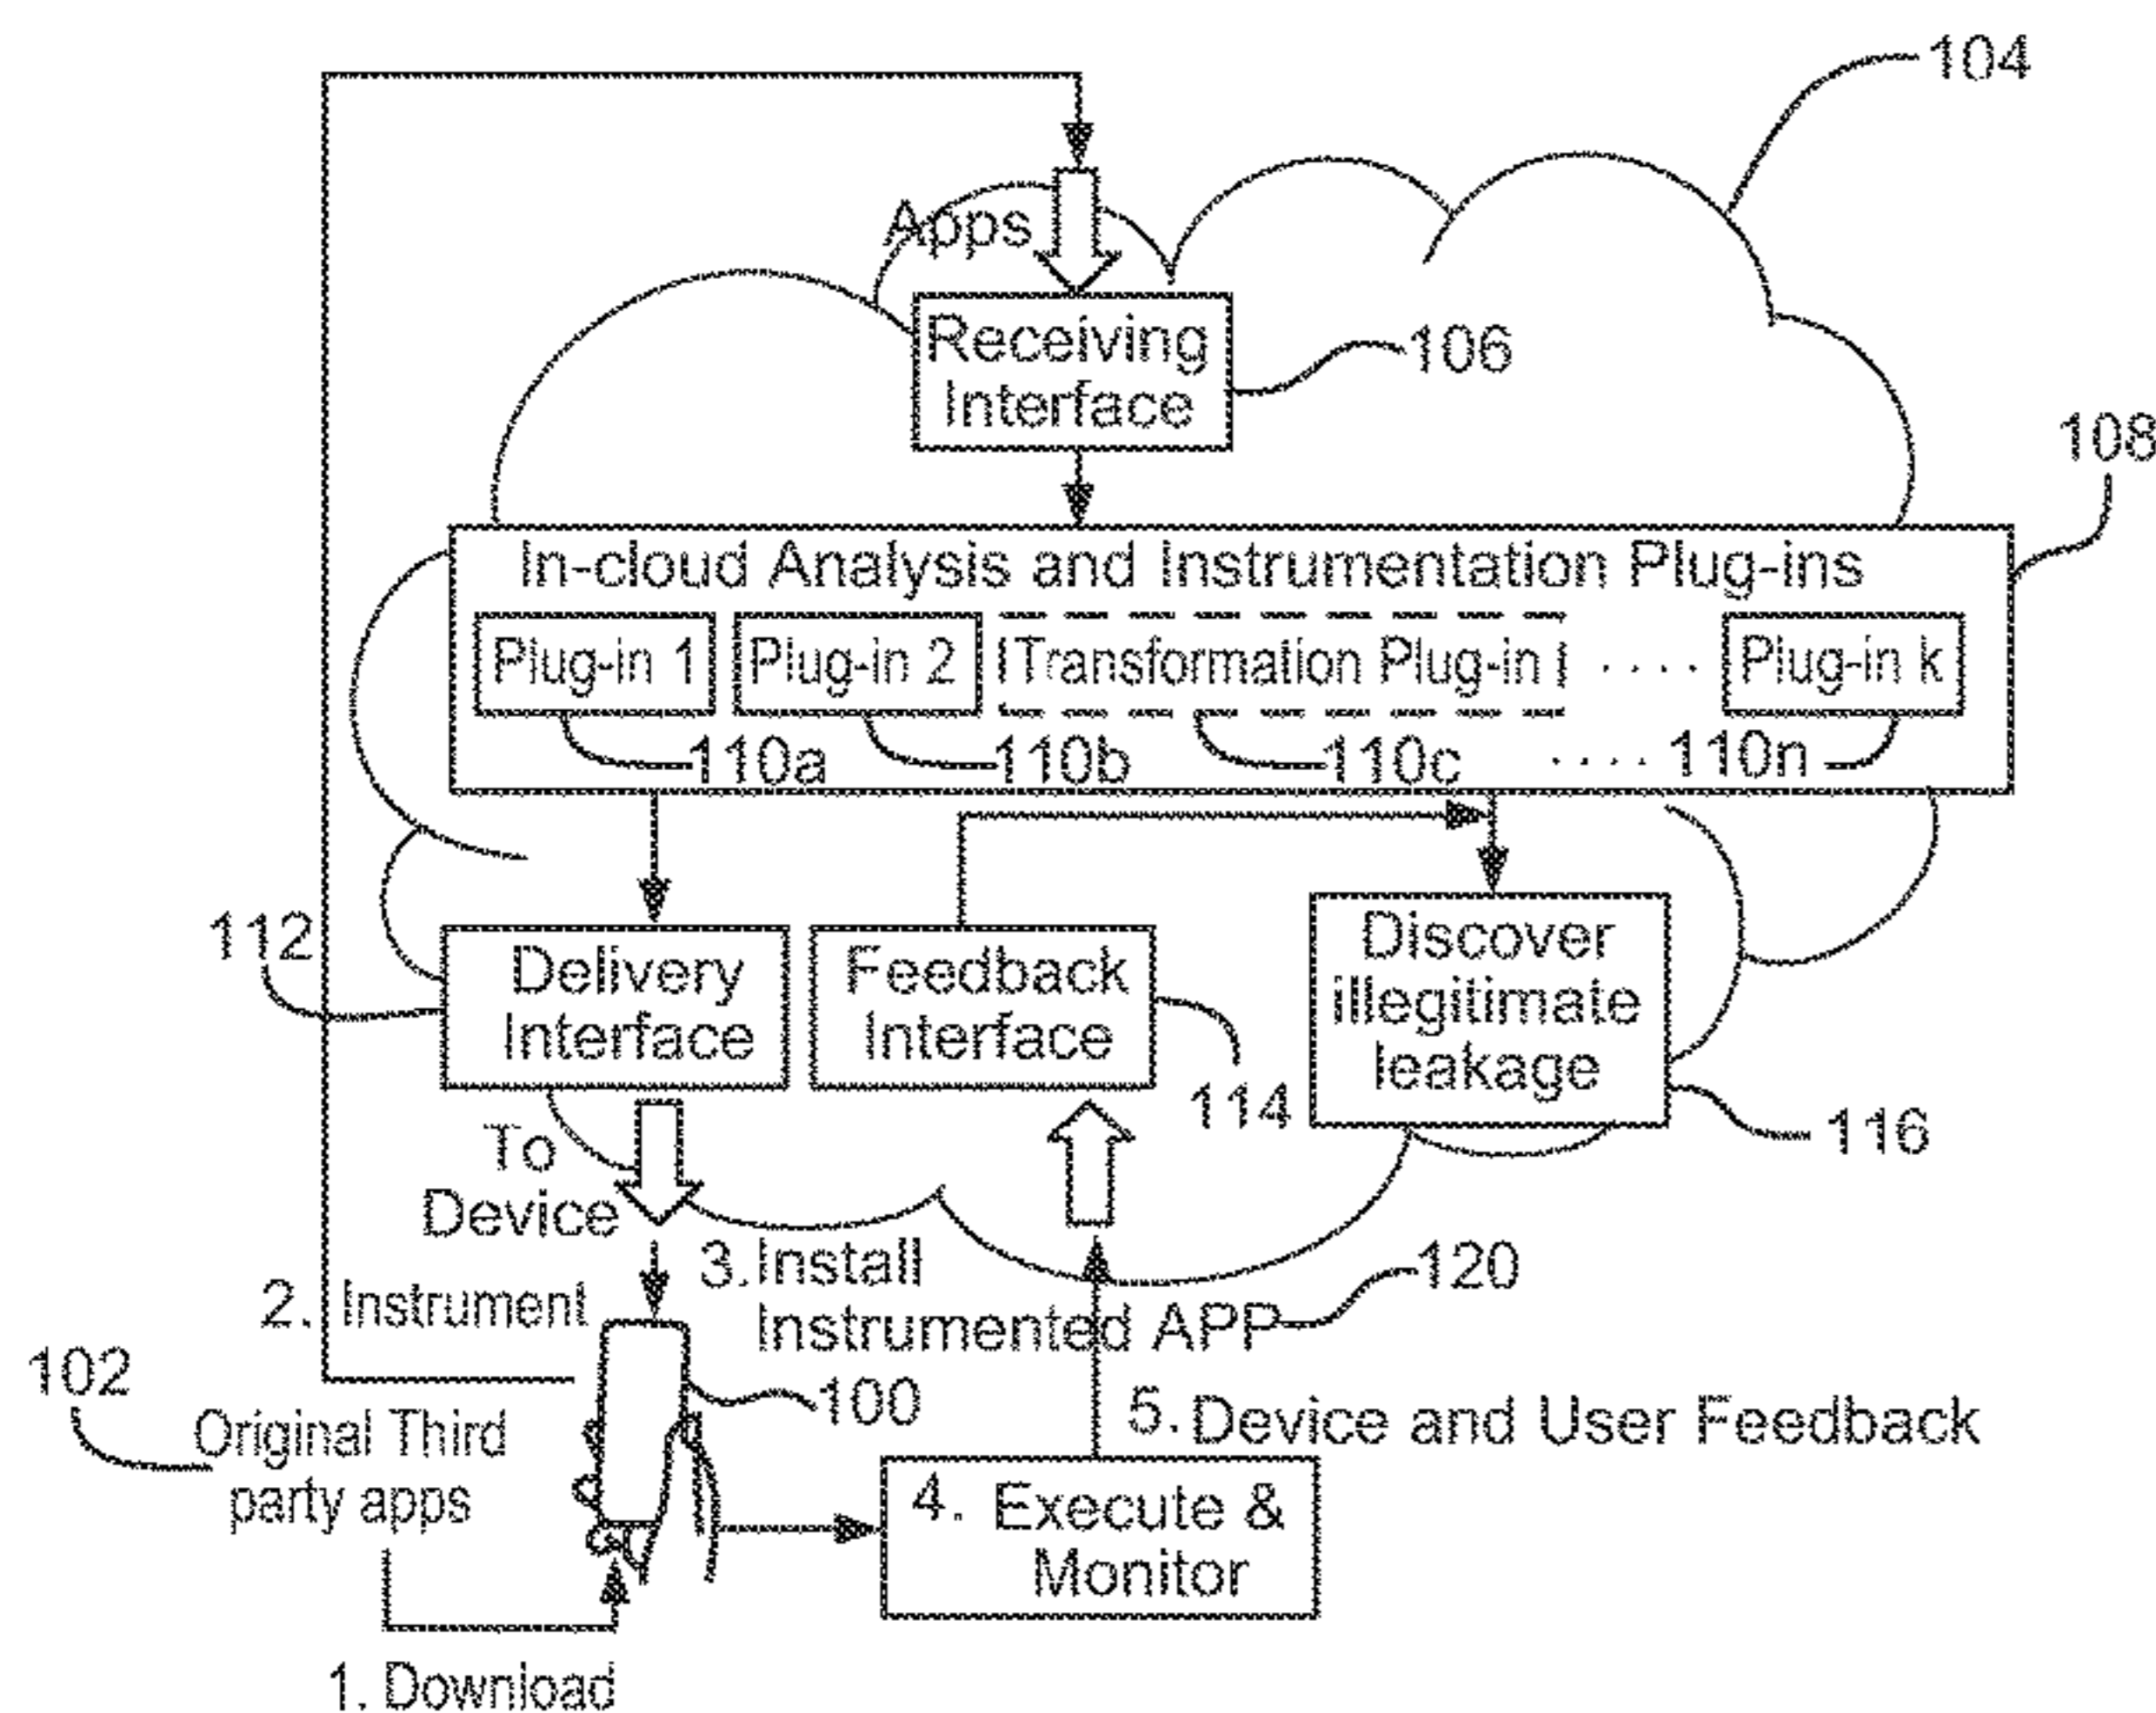 104
Apps
Receiving
Interface
106
108
In-cloud Analysis and Instrumentation Plug-ins
Plug-in 1
Plug-in 2
Transformation Plug-in
. . . .
Plug-in k
110a
110b
110c
. . . .
110n
112
Delivery
Interface
Feedback
Interface
114
Discover
illegitimate
leakage
116
To
Device
3. Install
Instrumented APP
120
2. Instrument
102
Original Third
party apps
100
5. Device and User Feedback
4. Execute &
Monitor
1. Download